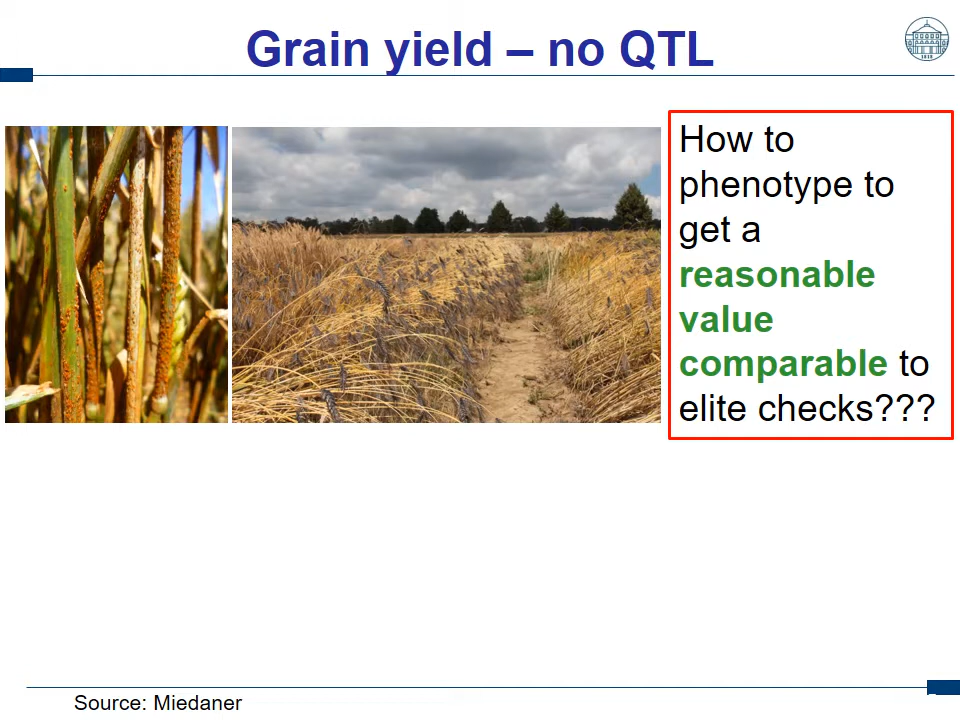 Grain yield – no QTL
How to
phenotype to
get a
reasonable
value
comparable to
elite checks???
Source: Miedaner